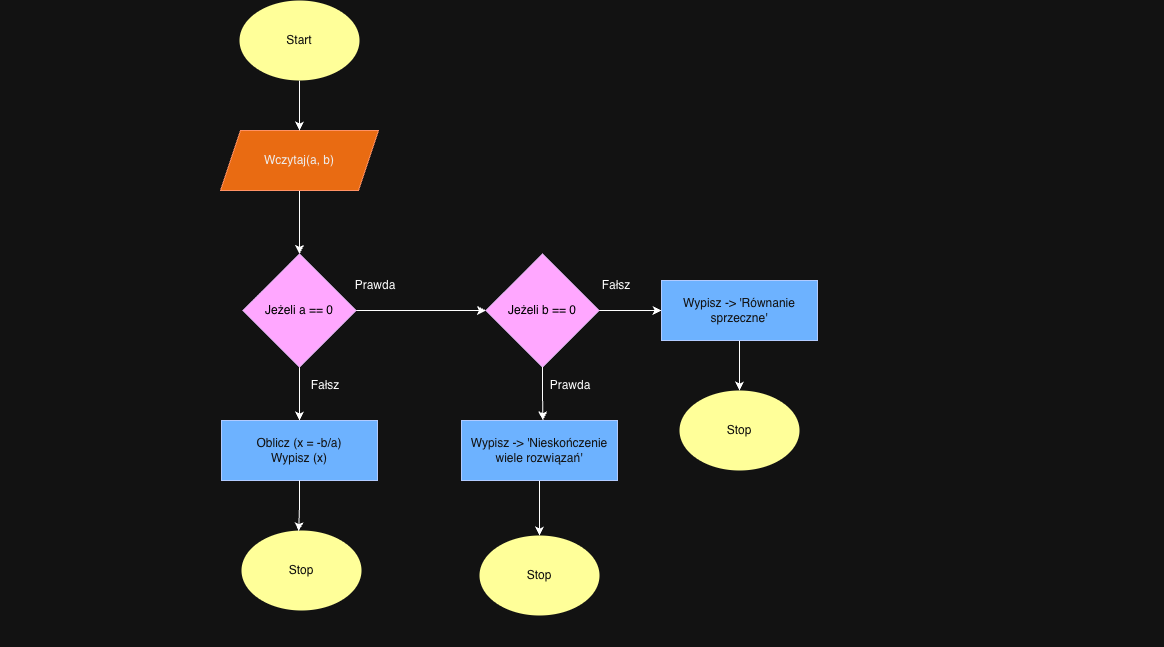 Start
Wczytaj(a, b)
Jeżeli a == 0
Prawda
Jeżeli b == 0
Fałsz
Wypisz -> 'Równanie
sprzeczne'
Fałsz
Prawda
Oblicz (x = -b/a)
Wypisz (x)
Wypisz -> 'Nieskończenie
wiele rozwiązań'
Stop
Stop
Stop